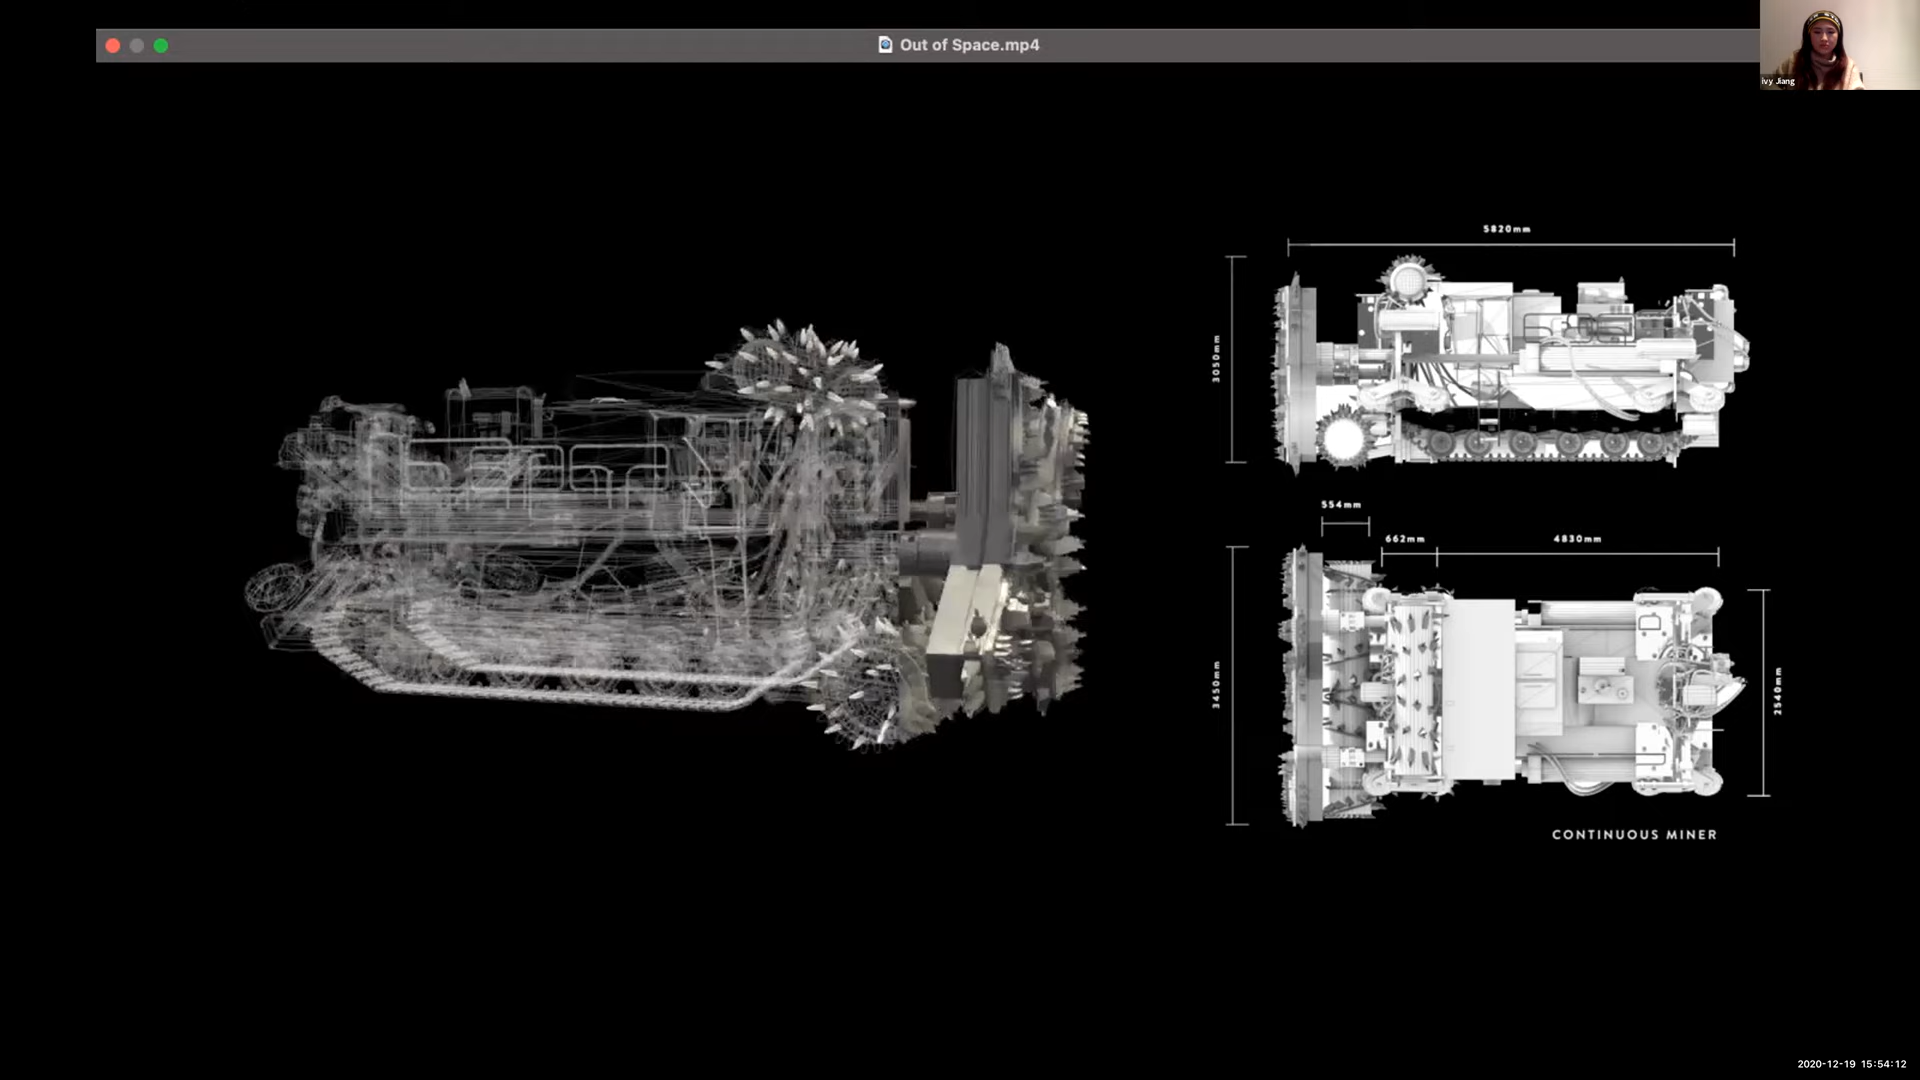 Out of Space.mp4
ivy Jiang
5820mm
3050mm
554mm
662mm
4830mm
3450mm
2540mm
CONTINUOUS MINER
2020-12-19 15:54:12